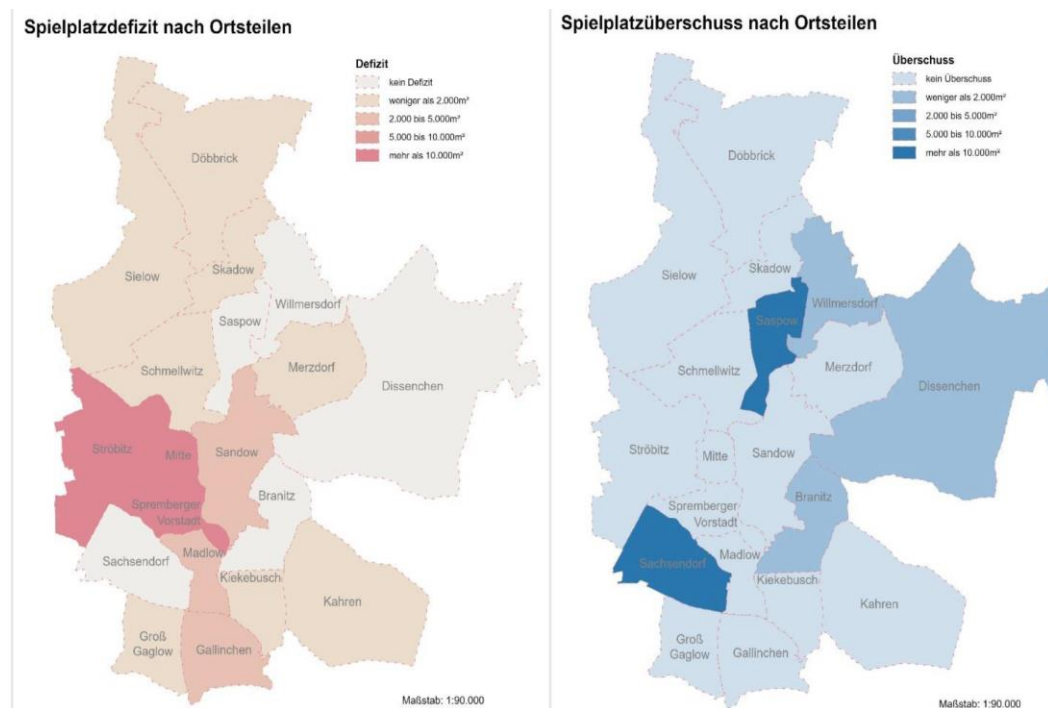 Spielplatzdefizit nach Ortsteilen
Defizit
kein Defizit
weniger als 2.000m²
2.000 bis 5.000m²
5.000 bis 10.000m²
mehr als 10.000m²
Döbbrick
Sielow
Skadow
Willmersdorf
Saspow
Schmellwitz
Merzdorf
Dissenchen
Ströbitz
Mitte
Sandow
Branitz
Spremberger
Vorstadt
Madlow
Sachsendorf
Kiekebusch
Kahren
Groß
Gaglow
Gallinchen
Maßstab: 1:90.000
Spielplatzüberschuss nach Ortsteilen
Überschuss
kein Überschuss
weniger als 2.000m²
2.000 bis 5.000m²
5.000 bis 10.000m²
mehr als 10.000m²
Döbbrick
Sielow
Skadow
Willmersdorf
Saspow
Schmellwitz
Merzdorf
Dissenchen
Ströbitz
Mitte
Sandow
Branitz
Spremberger
Vorstadt
Madlow
Sachsendorf
Kiekebusch
Kahren
Groß
Gaglow
Gallinchen
Maßstab: 1:90.000